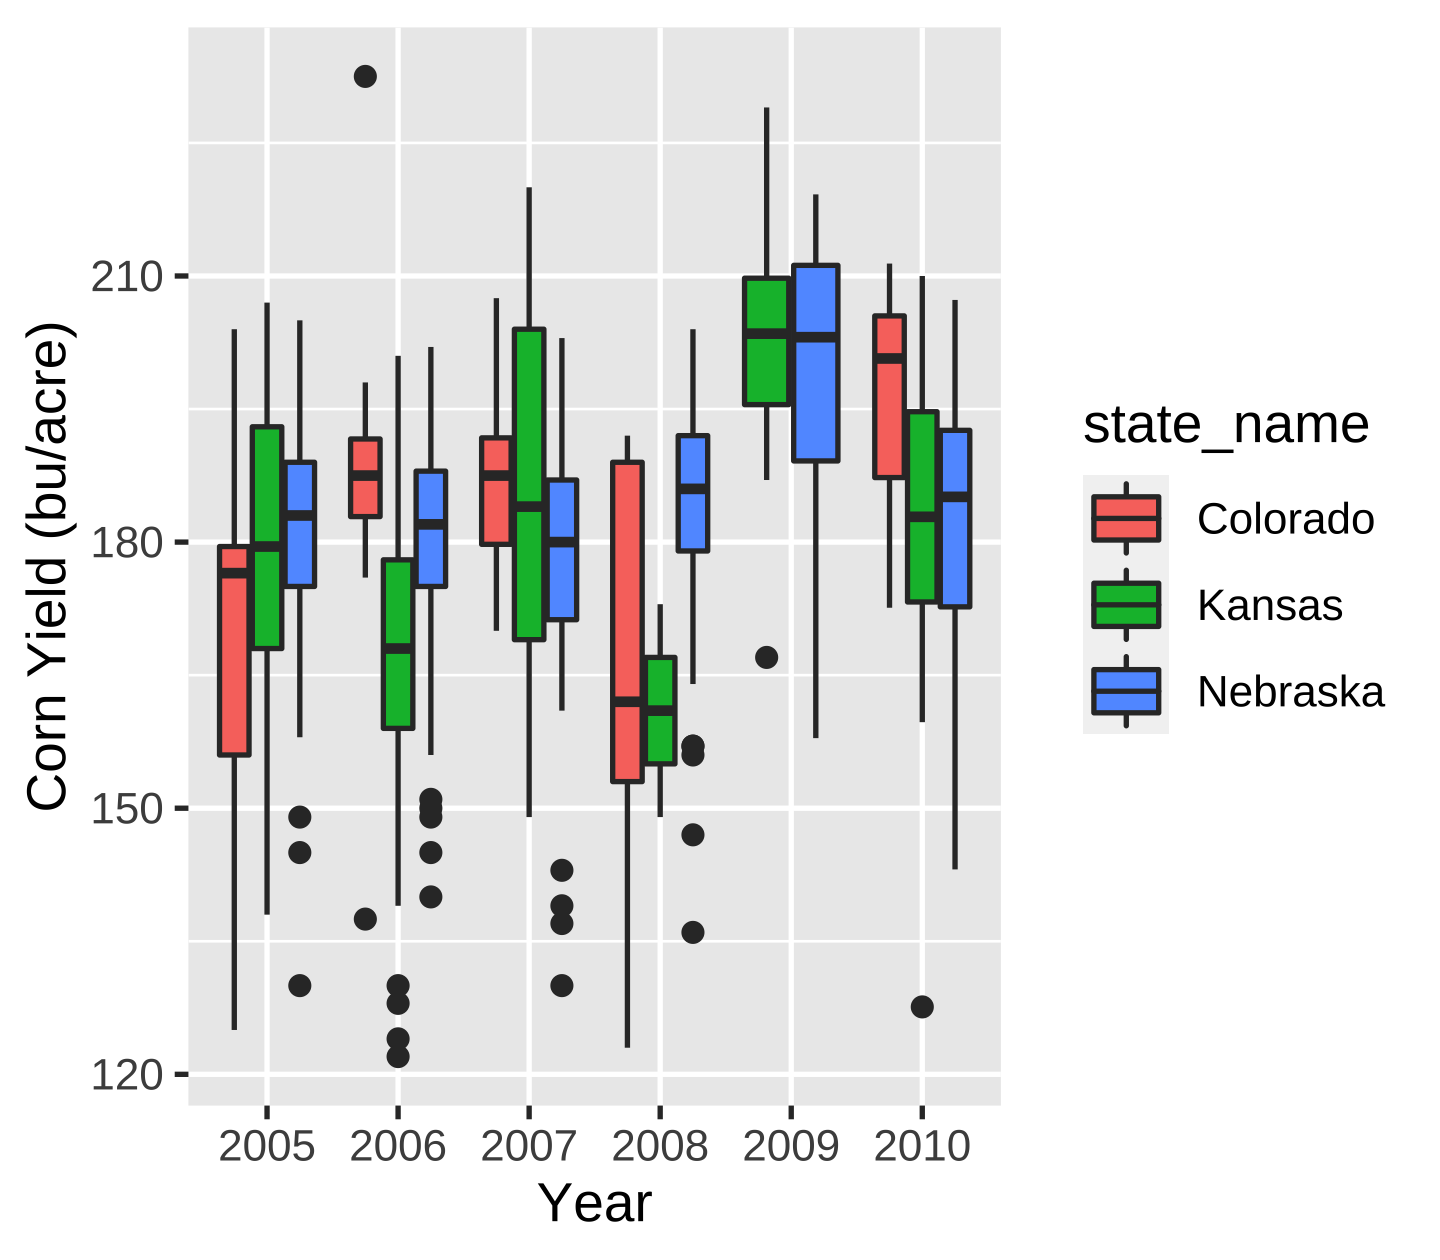 Corn Yield (bu/acre)
210
180
150
120
2005 2006 2007 2008 2009 2010
Year
state_name
Colorado
Kansas
Nebraska